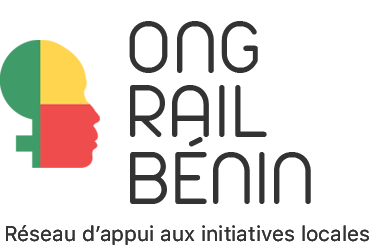 ONG
RAIL
BÉNIN
Réseau d'appui aux initiatives locales